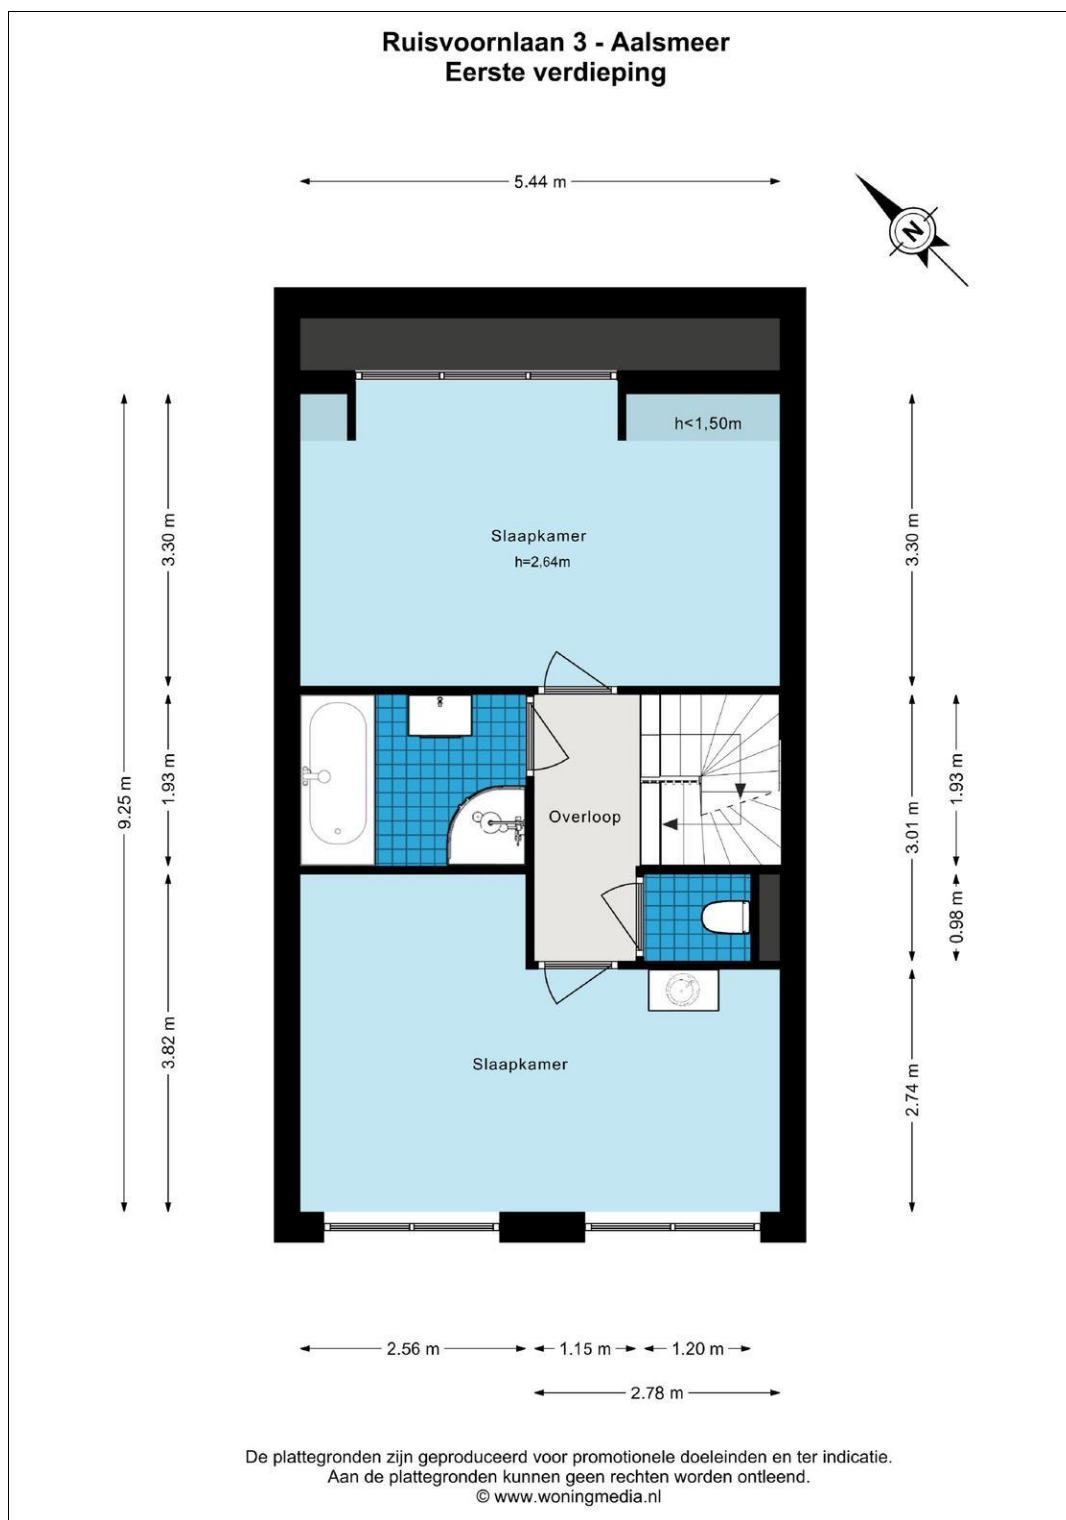 Ruisvoornlaan 3 - Aalsmeer
Eerste verdieping
5.44 m
N
h<1,50m
Slaapkamer
h=2,64m
3.30 m
3.30 m
9.25 m
1.93 m
1.93 m
3.01 m
Overloop
0.98 m
3.82 m
Slaapkamer
2.74 m
2.56 m
1.15 m
1.20 m
2.78 m
De plattegronden zijn geproduceerd voor promotionele doeleinden en ter indicatie.
Aan de plattegronden kunnen geen rechten worden ontleend.
© www.woningmedia.nl